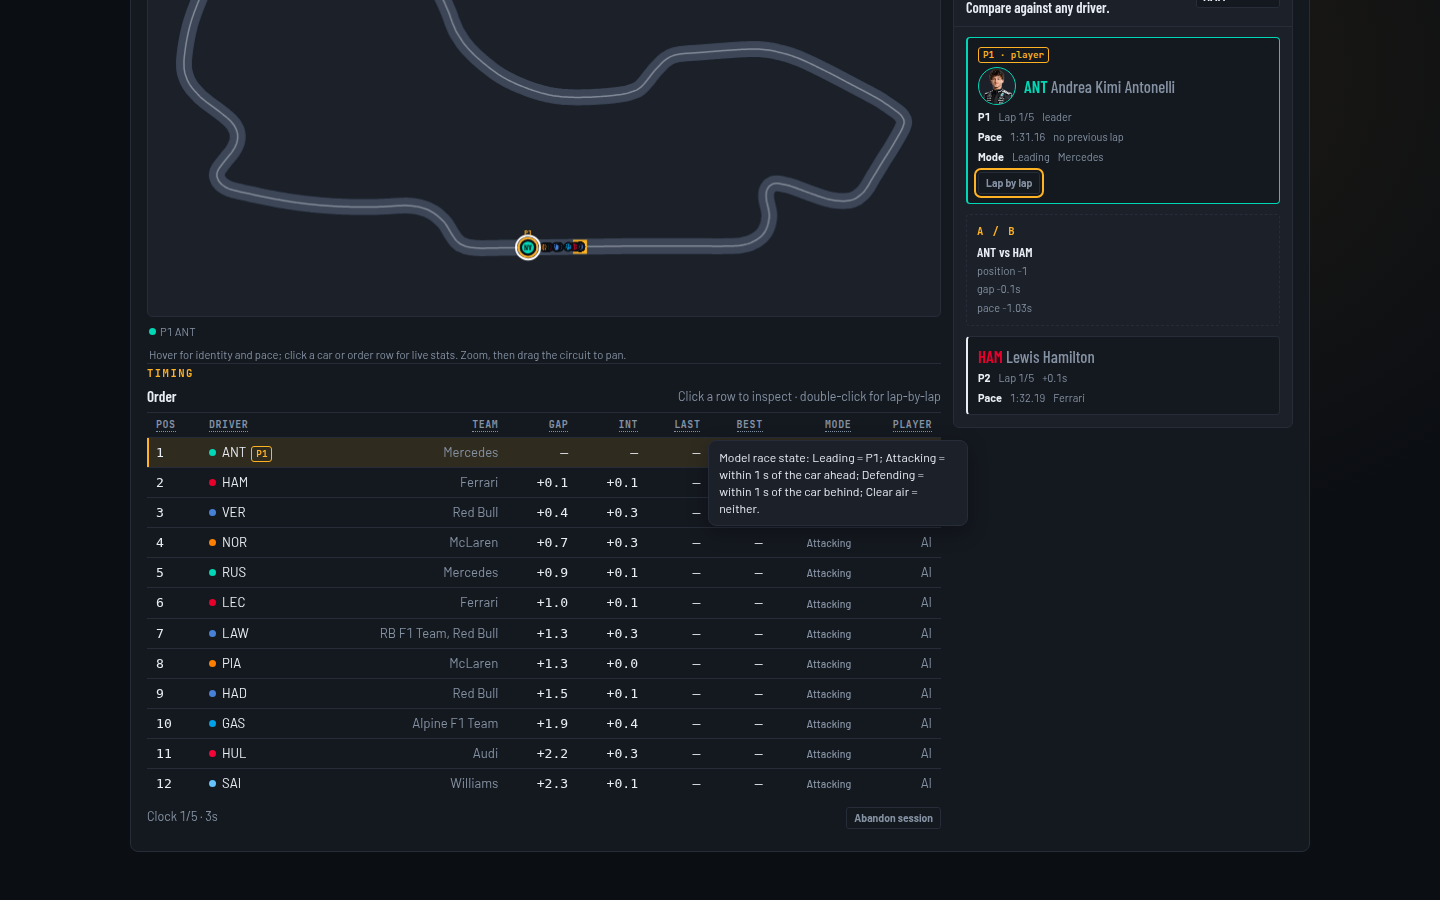 Compare against any driver.
P1 · player
ANT Andrea Kimi Antonelli
P1 Lap 1/5 leader
Pace 1:31.16 no previous lap
Mode Leading Mercedes
Lap by lap
A / B
ANT vs HAM
position -1
gap -0.1s
pace -1.03s
HAM Lewis Hamilton
P2 Lap 1/5 +0.1s
Pace 1:32.19 Ferrari
P1
P1 ANT
Hover for identity and pace; click a car or order row for live stats. Zoom, then drag the circuit to pan.
TIMING
Order
Click a row to inspect · double-click for lap-by-lap
POS DRIVER TEAM GAP INT LAST BEST MODE PLAYER
1 ANT P1 Mercedes — — —
2 HAM Ferrari +0.1 +0.1 —
3 VER Red Bull +0.4 +0.3 —
Model race state: Leading = P1; Attacking =
within 1 s of the car ahead; Defending =
within 1 s of the car behind; Clear air =
neither.
4 NOR McLaren +0.7 +0.3 — — Attacking AI
5 RUS Mercedes +0.9 +0.1 — — Attacking AI
6 LEC Ferrari +1.0 +0.1 — — Attacking AI
7 LAW RB F1 Team, Red Bull +1.3 +0.3 — — Attacking AI
8 PIA McLaren +1.3 +0.0 — — Attacking AI
9 HAD Red Bull +1.5 +0.1 — — Attacking AI
10 GAS Alpine F1 Team +1.9 +0.4 — — Attacking AI
11 HUL Audi +2.2 +0.3 — — Attacking AI
12 SAI Williams +2.3 +0.1 — — Attacking AI
Clock 1/5 · 3s
Abandon session